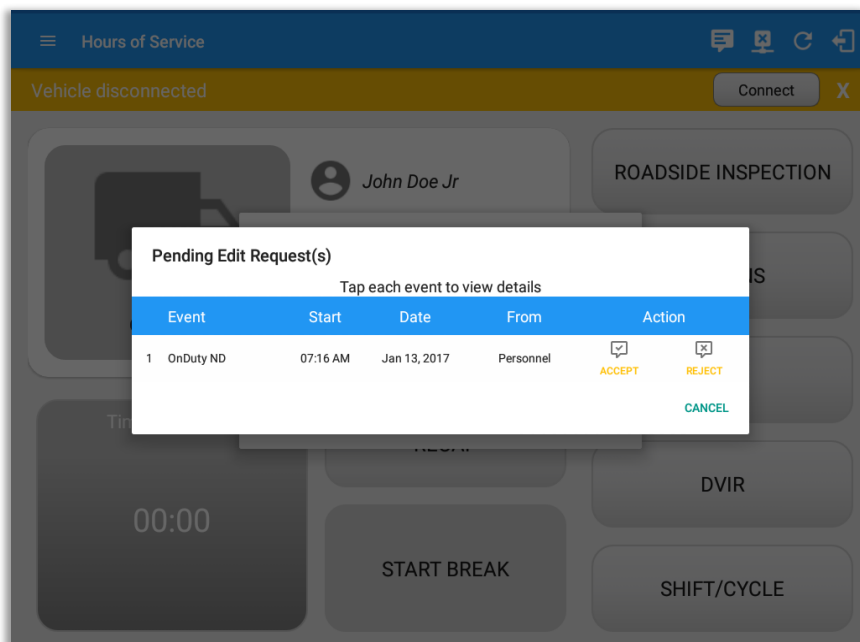 Hours of Service
Vehicle disconnected
Connect X
John Doe Jr
ROADSIDE INSPECTION
Pending Edit Request(s)
Tap each event to view details
Event Start Date From Action
1 OnDuty ND 07:16 AM Jan 13, 2017 Personnel ACCEPT REJECT
CANCEL
00:00
START BREAK
DVIR
SHIFT/CYCLE